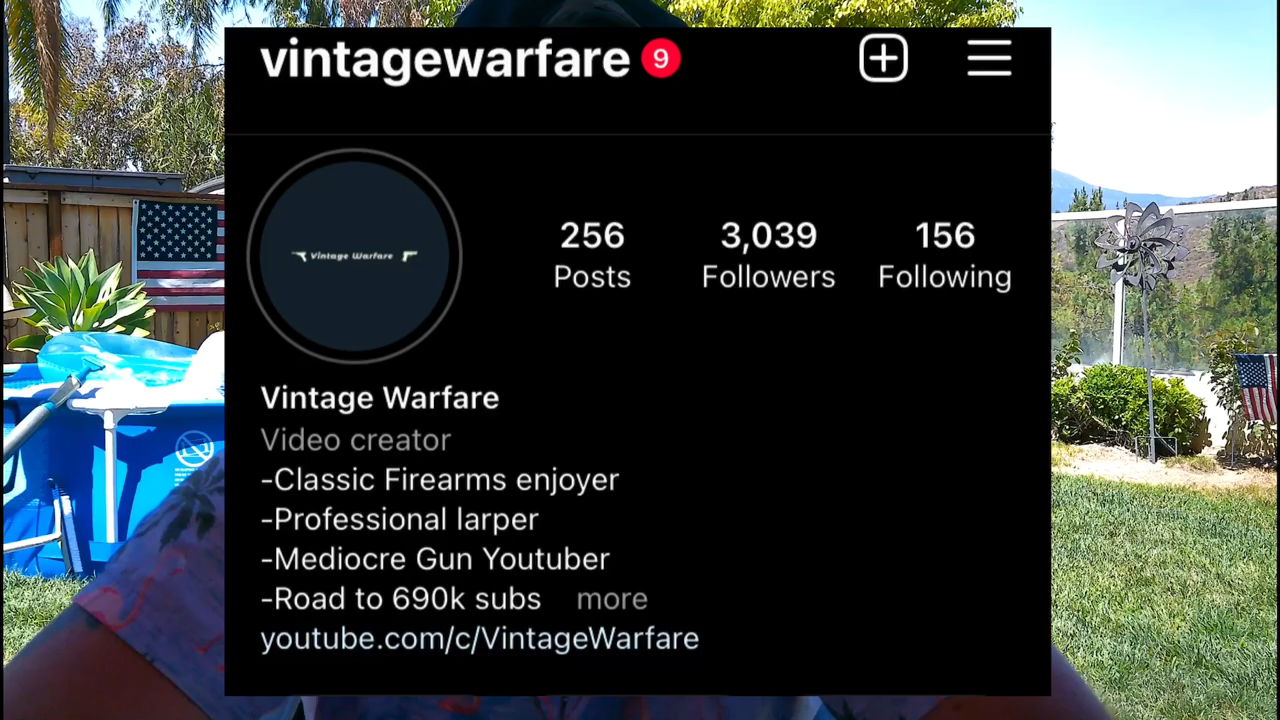 vintagewarfare 9
Vintage Warfare
256 3,039 156
Posts Followers Following
Vintage Warfare
Video creator
-Classic Firearms enjoyer
-Professional larper
-Mediocre Gun Youtuber
-Road to 690k subs more
youtube.com/c/VintageWarfare